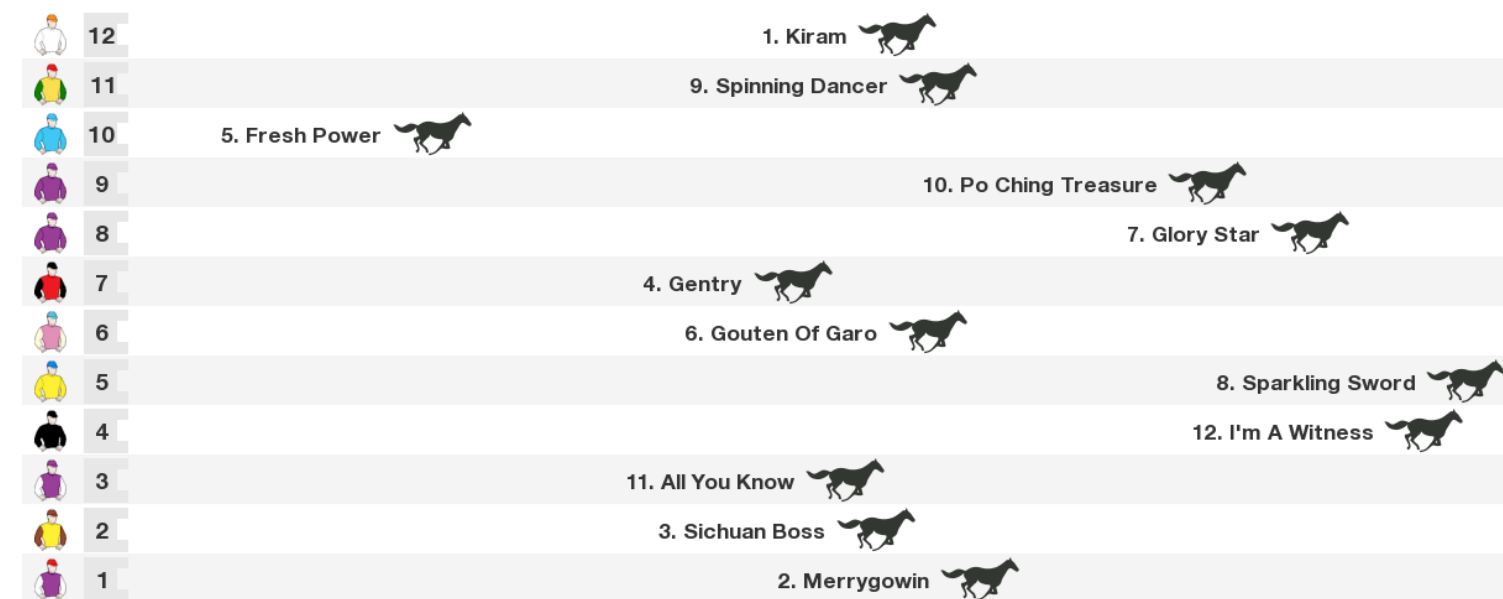 12 1. Kiram
11 9. Spinning Dancer
10 5. Fresh Power
9 10. Po Ching Treasure
8 7. Glory Star
7 4. Gentry
6 6. Gouten Of Garo
5 8. Sparkling Sword
4 12. I'm A Witness
3 11. All You Know
2 3. Sichuan Boss
1 2. Merrygowin